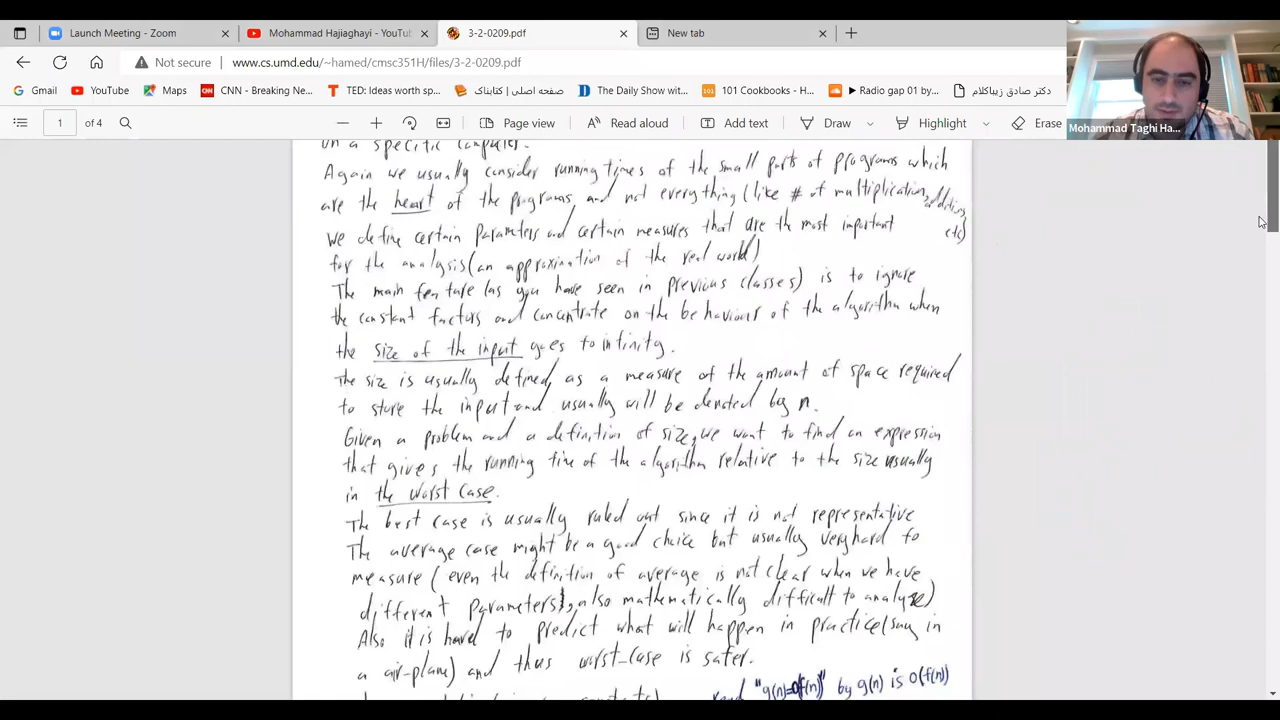 Launch Meeting - Zoom
Mohammad Hajiaghayi - YouTub
3-2-0209.pdf
New tab
Not secure
www.cs.umd.edu/~hamed/cmsc351H/files/3-2-0209.pdf
Gmail
YouTube
Maps
CNN - Breaking Ne...
TED: Ideas worth sp...
صفحه اصلی | کتابناک
The Daily Show wit...
101 Cookbooks - H...
Radio gap 01 by...
دکتر صادق زیباکلام
1 of 4
Page view
Read aloud
Add text
Draw
Highlight
Erase
Mohammad Taghi Ha...
on a specific computer.
Again we usually consider running times of the small parts of programs which
are the heart of the programs, and not everything (like # of multiplication, additions, etc)
We define certain parameters and certain measures that are the most important
for the analysis (an approximation of the real world)
The main feature (as you have seen in previous classes) is to ignore
the constant factors and concentrate on the behaviour of the algorithm when
the size of the input goes to infinity.
The size is usually defined as a measure of the amount of space required
to store the input and usually will be denoted by n.
Given a problem and a definition of size, we want to find an expression
that gives the running time of the algorithm relative to the size usually
in the worst case.
The best case is usually ruled out since it is not representative
The average case might be a good choice but usually very hard to
measure (even the definition of average is not clear when we have
different parameters!, also mathematically difficult to analyze)
Also it is hard to predict what will happen in practice (say in
a air-plane) and thus worst-case is safer.
read "g(n)=O(f(n))" by g(n) is O(f(n))